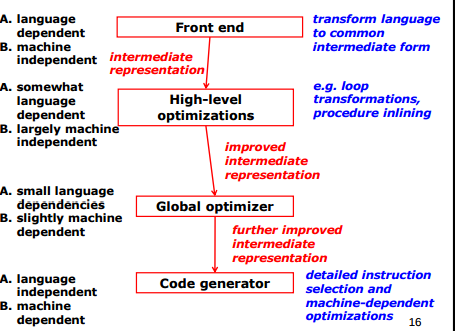 A. language
dependent
B. machine
independent
Front end
transform language
to common
intermediate form
intermediate
representation
A. somewhat
language
dependent
B. largely machine
independent
High-level
optimizations
e.g. loop
transformations,
procedure inlining
improved
intermediate
representation
A. small language
dependencies
B. slightly machine
dependent
Global optimizer
further improved
intermediate
representation
A. language
independent
B. machine
dependent
Code generator
detailed instruction
selection and
machine-dependent
optimizations
16